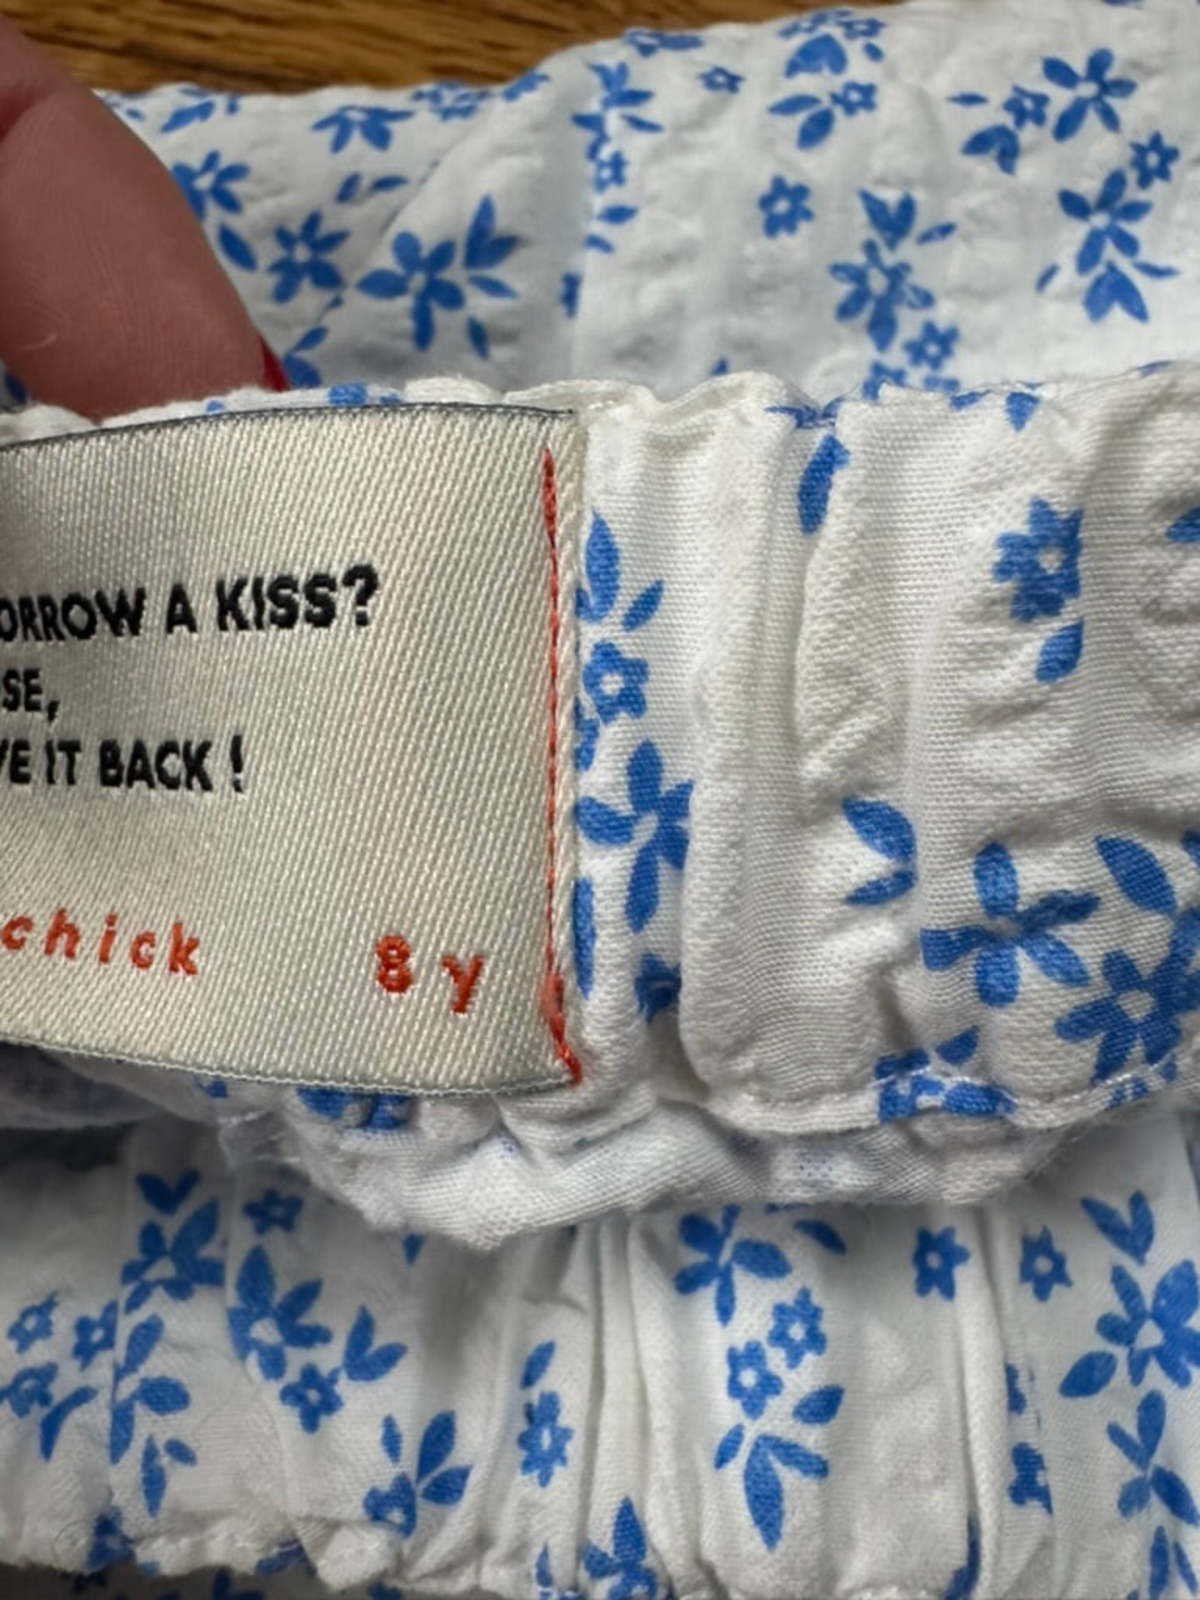 ORROW A KISS?
SE,
VE IT BACK !
chick 8 y